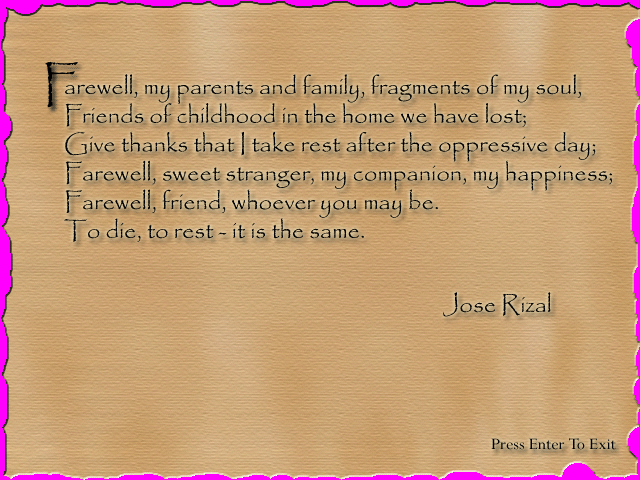 Farewell, my parents and family, fragments of my soul,
Friends of childhood in the home we have lost;
Give thanks that I take rest after the oppressive day;
Farewell, sweet stranger, my companion, my happiness;
Farewell, friend, whoever you may be.
To die, to rest - it is the same.
Jose Rizal
Press Enter To Exit